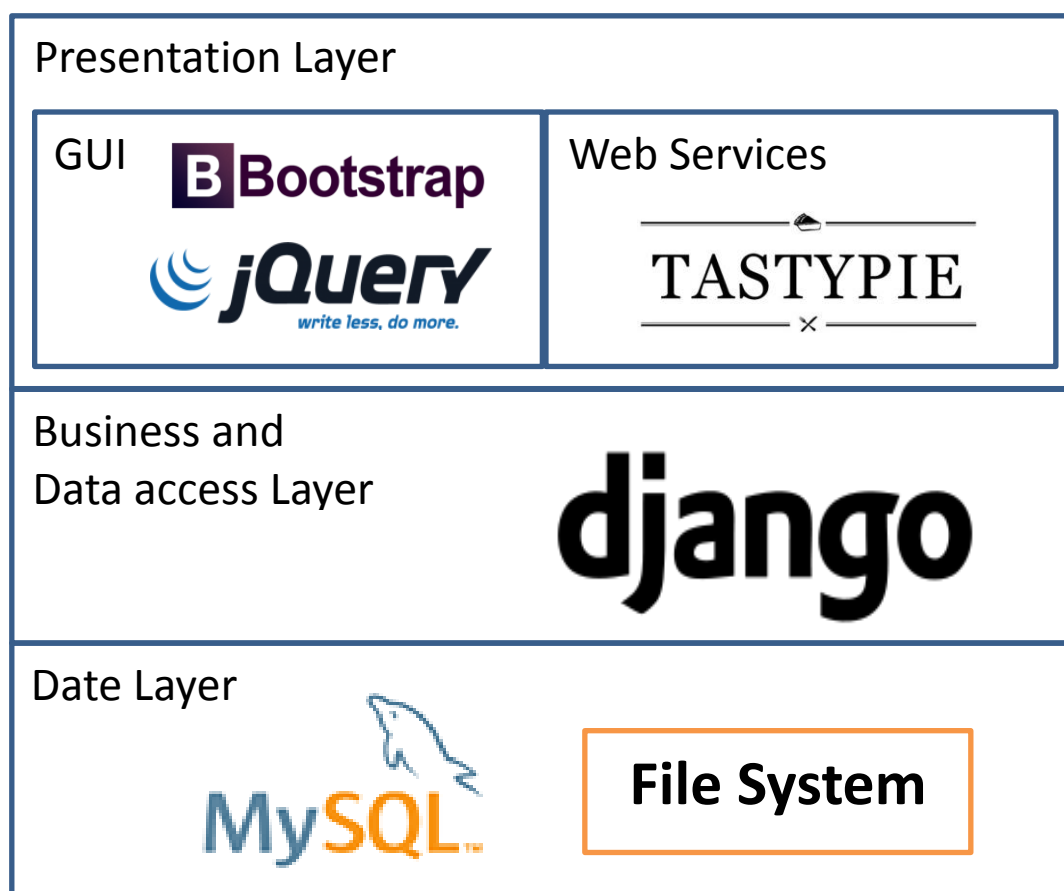 Presentation Layer
GUI
B Bootstrap
jQuery
write less, do more.
Web Services
TASTYPIE
Business and
Data access Layer
django
Date Layer
MySQL™
File System